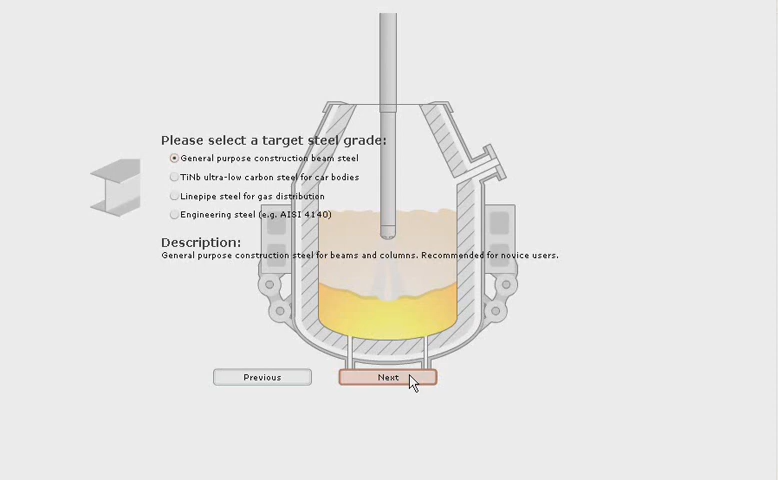 Please select a target steel grade:
General purpose construction beam steel
TiNb ultra-low carbon steel for car bodies
Linepipe steel for gas distribution
Engineering steel (e.g. AISI 4140)
Description:
General purpose construction steel for beams and columns. Recommended for novice users.
Previous
Next